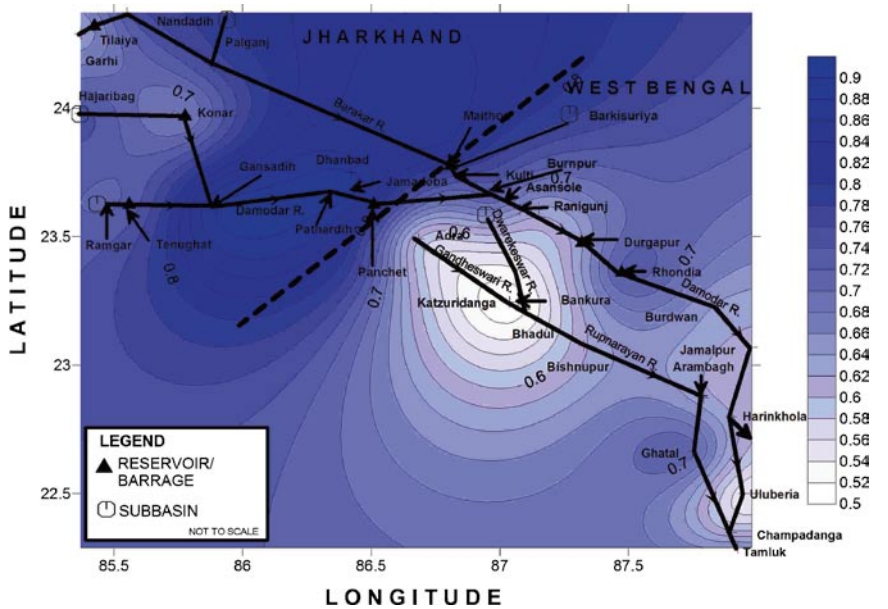 Nandadih
JHARKHAND
Tilaiya
Palganj
Garhi
WEST BENGAL
Hajaribag
0.7
Konar
Barakar R.
Maithon
Barkisuriya
Gansadih
Dhanbad
Jamadoba
Kulti
Burnpur
0.7
Asansole
Damodar R.
Ranigunj
Ramgar
Tenughat
Pathardih
Adra
0.6
Dwarekeswar R.
Durgapur
0.7
0.8
Panchet
Gandheswari R.
Rhondia
0.7
Katzuridanga
Bankura
Damodar R.
Burdwan
Bhadul
Rupnarayan R.
Jamalpur
0.6
Bishnupur
Arambagh
Harinkhola
Ghatal
0.7
Uluberia
Champadanga
Tamluk
LEGEND
RESERVOIR/
BARRAGE
SUBBASIN
NOT TO SCALE
LATITUDE
24
23.5
23
22.5
85.5 86 86.5 87 87.5
LONGITUDE
0.9
0.88
0.86
0.84
0.82
0.8
0.78
0.76
0.74
0.72
0.7
0.68
0.66
0.64
0.62
0.6
0.58
0.56
0.54
0.52
0.5